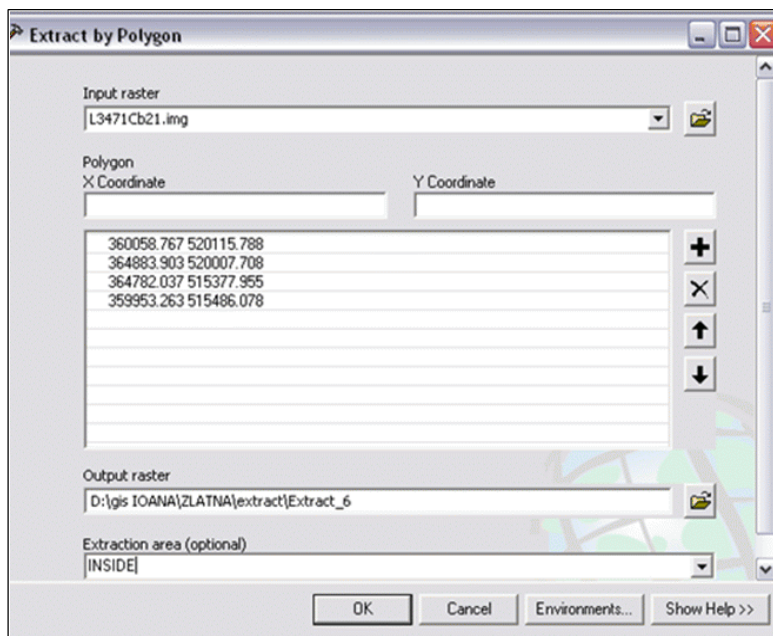 Extract by Polygon
Input raster
L3471Cb21.img
Polygon
X Coordinate Y Coordinate
360058.767 520115.788
364883.903 520007.708
364782.037 515377.955
359953.263 515486.078
Output raster
D:\gis IOANA\ZLATNA\extract\Extract_6
Extraction area (optional)
INSIDE
OK Cancel Environments... Show Help >>